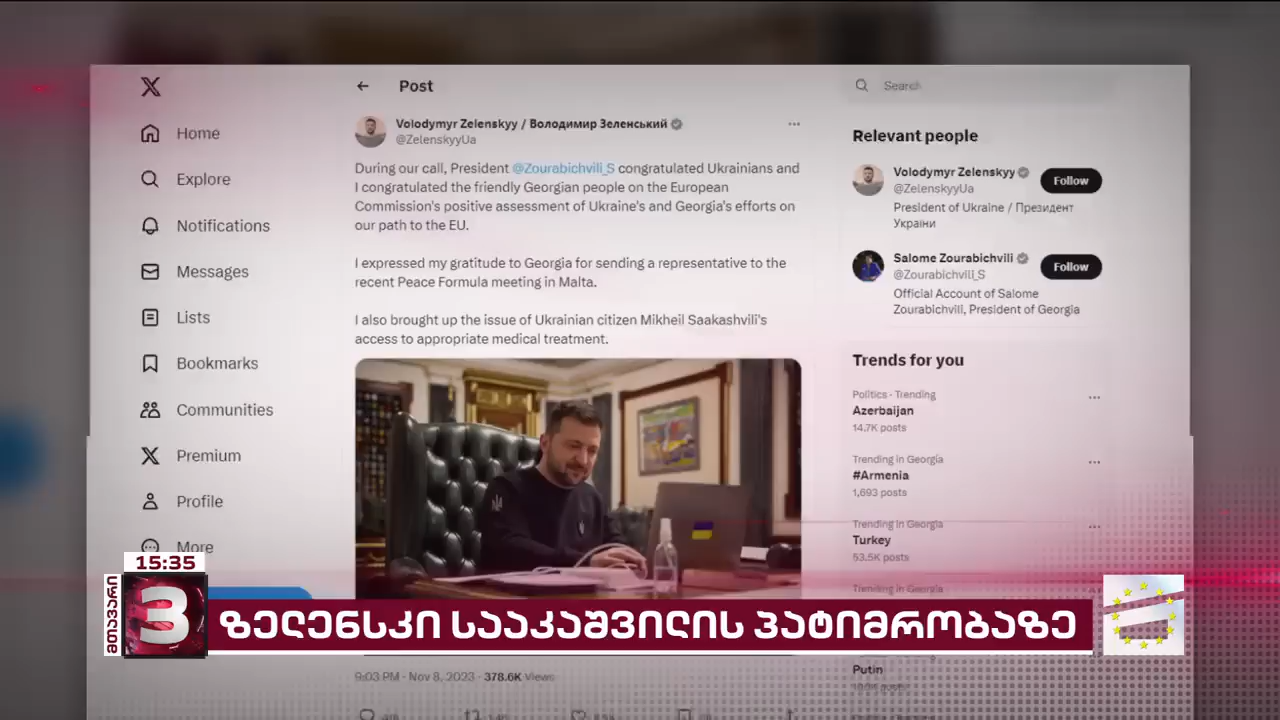 Home
Explore
Notifications
Messages
Lists
Bookmarks
Communities
Premium
Profile
More
Post
Volodymyr Zelenskyy / Володимир Зеленський
@ZelenskyyUa
During our call, President @Zourabichvili_S congratulated Ukrainians and
I congratulated the friendly Georgian people on the European
Commission's positive assessment of Ukraine's and Georgia's efforts on
our path to the EU.
I expressed my gratitude to Georgia for sending a representative to the
recent Peace Formula meeting in Malta.
I also brought up the issue of Ukrainian citizen Mikheil Saakashvili's
access to appropriate medical treatment.
9:03 PM · Nov 8, 2023 · 378.6K Views
Search
Relevant people
Volodymyr Zelenskyy
@ZelenskyyUa
Follow
President of Ukraine / Президент
України
Salome Zourabichvili
@Zourabichvili_S
Follow
Official Account of Salome
Zourabichvili, President of Georgia
Trends for you
Politics · Trending
Azerbaijan
14.7K posts
Trending in Georgia
#Armenia
1,693 posts
Trending in Georgia
Turkey
53.5K posts
Trending in Georgia
Putin
15:35
მთავარი
3
ზელენსკი სააკაშვილის პატიმრობაზე